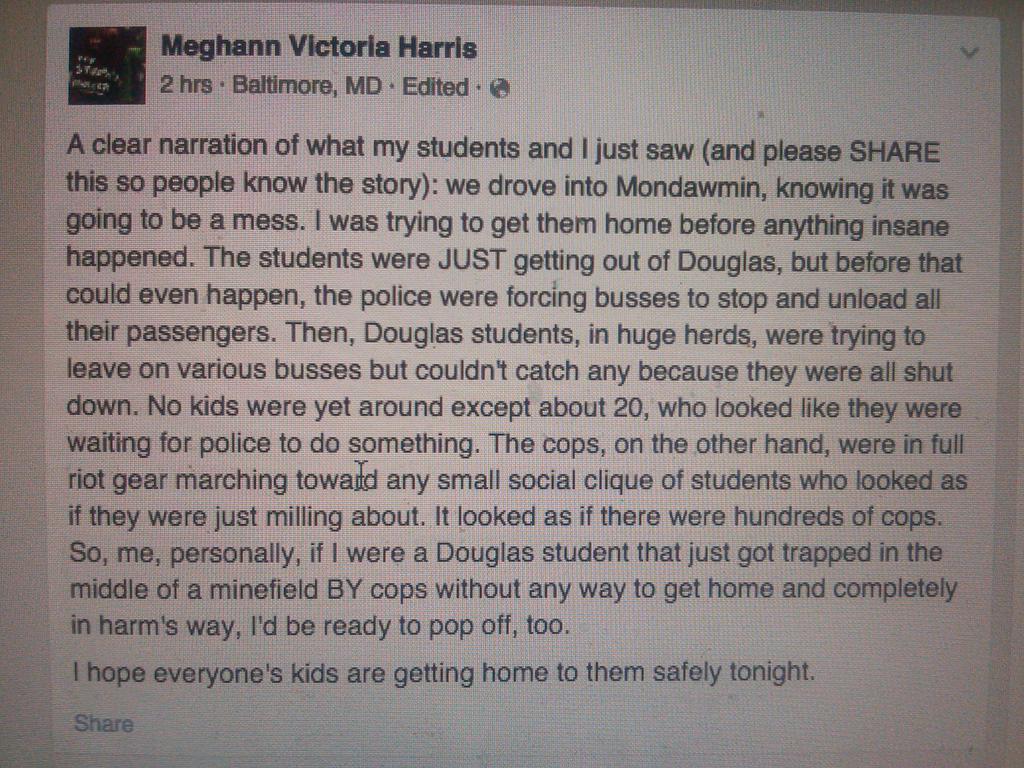 Meghann Victoria Harris
2 hrs · Baltimore, MD · Edited ·
A clear narration of what my students and I just saw (and please SHARE
this so people know the story): we drove into Mondawmin, knowing it was
going to be a mess. I was trying to get them home before anything insane
happened. The students were JUST getting out of Douglas, but before that
could even happen, the police were forcing busses to stop and unload all
their passengers. Then, Douglas students, in huge herds, were trying to
leave on various busses but couldn't catch any because they were all shut
down. No kids were yet around except about 20, who looked like they were
waiting for police to do something. The cops, on the other hand, were in full
riot gear marching toward any small social clique of students who looked as
if they were just milling about. It looked as if there were hundreds of cops.
So, me, personally, if I were a Douglas student that just got trapped in the
middle of a minefield BY cops without any way to get home and completely
in harm's way, I'd be ready to pop off, too.
I hope everyone's kids are getting home to them safely tonight.
Share